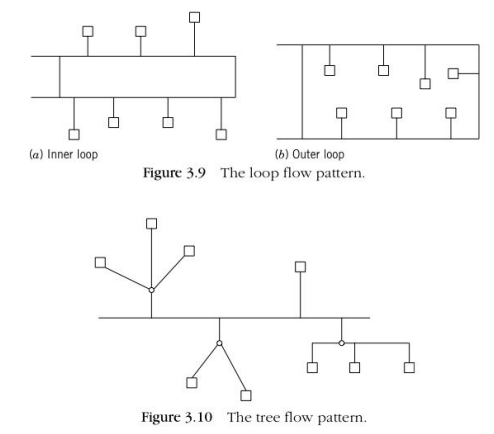 (a) Inner loop
(b) Outer loop
Figure 3.9 The loop flow pattern.
Figure 3.10 The tree flow pattern.